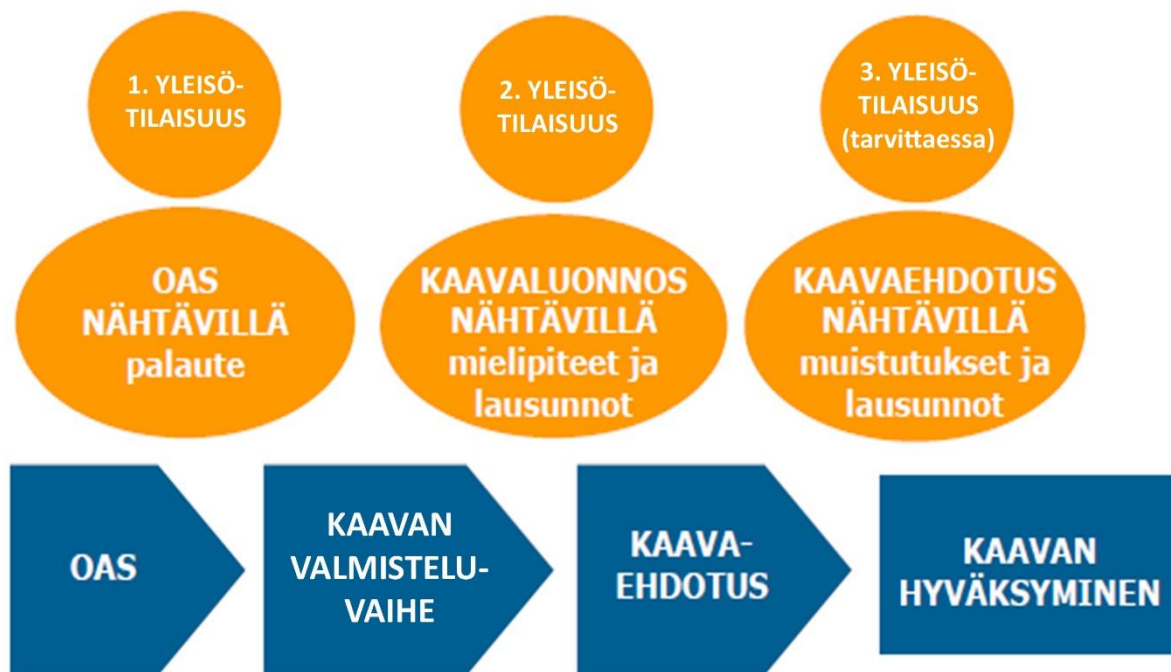 1. YLEISÖ-
TILAISUUS
2. YLEISÖ-
TILAISUUS
3. YLEISÖ-
TILAISUUS
(tarvittaessa)
OAS
NÄHTÄVILLÄ
palaute
KAAVALUONNOS
NÄHTÄVILLÄ
mielipiteet ja
lausunnot
KAAVAEHDOTUS
NÄHTÄVILLÄ
muistutukset ja
lausunnot
OAS
KAAVAN
VALMISTELU-
VAIHE
KAAVA-
EHDOTUS
KAAVAN
HYVÄKSYMINEN